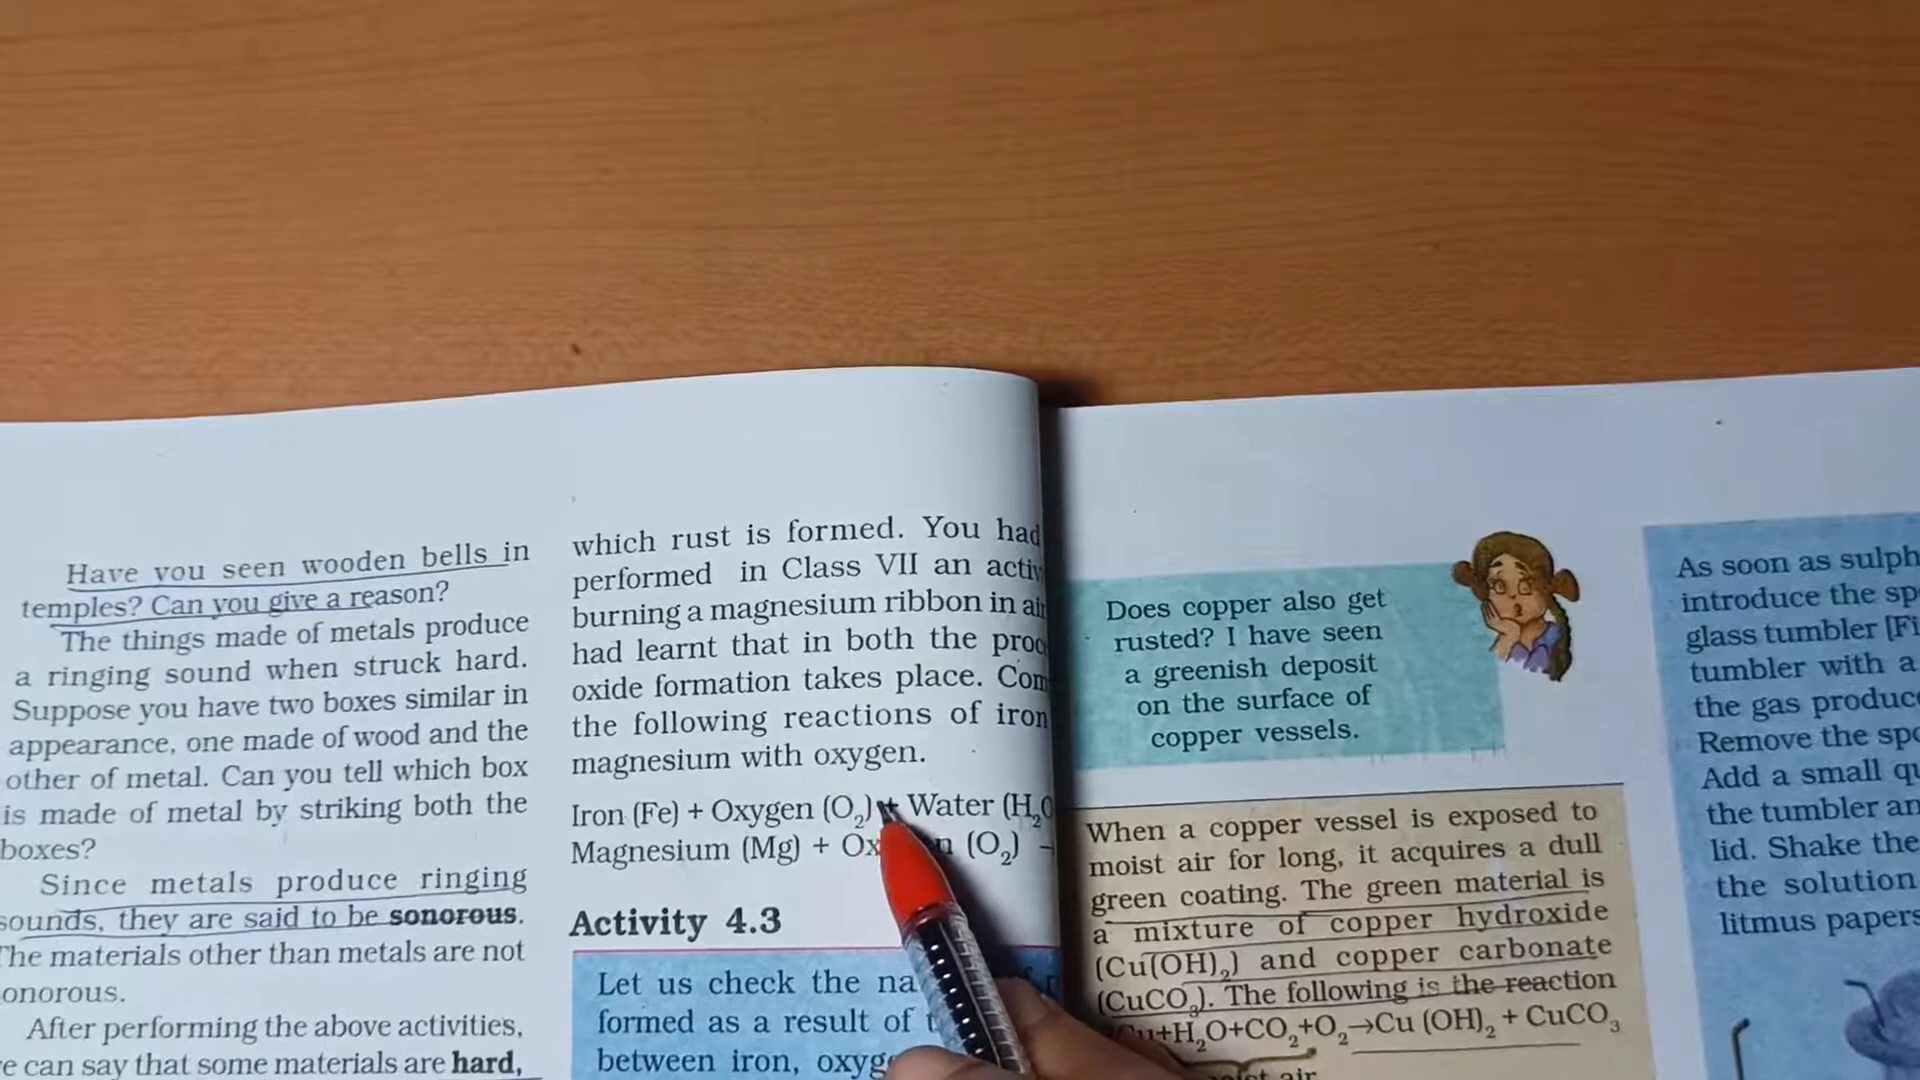 Have you seen wooden bells in
temples? Can you give a reason?
The things made of metals produce
a ringing sound when struck hard.
Suppose you have two boxes similar in
appearance, one made of wood and the
other of metal. Can you tell which box
is made of metal by striking both the
boxes?
Since metals produce ringing
sounds, they are said to be sonorous.
The materials other than metals are not
onorous.
After performing the above activities,
e can say that some materials are hard,
which rust is formed. You had
performed in Class VII an activ
burning a magnesium ribbon in air
had learnt that in both the proc
oxide formation takes place. Com
the following reactions of iron
magnesium with oxygen.
Iron (Fe) + Oxygen (O₂) + Water (H₂O
Magnesium (Mg) + Ox n (O₂) →
Activity 4.3
Let us check the na
formed as a result of t
between iron, oxyg
Does copper also get
rusted? I have seen
a greenish deposit
on the surface of
copper vessels.
When a copper vessel is exposed to
moist air for long, it acquires a dull
green coating. The green material is
a mixture of copper hydroxide
(Cu(OH)₂) and copper carbonate
(CuCO₃). The following is the reaction
u+H₂O+CO₂+O₂→Cu (OH)₂ + CuCO₃
air
As soon as sulph
introduce the sp
glass tumbler [Fi
tumbler with a
the gas produce
Remove the spo
Add a small qu
the tumbler an
lid. Shake the
the solution
litmus papers